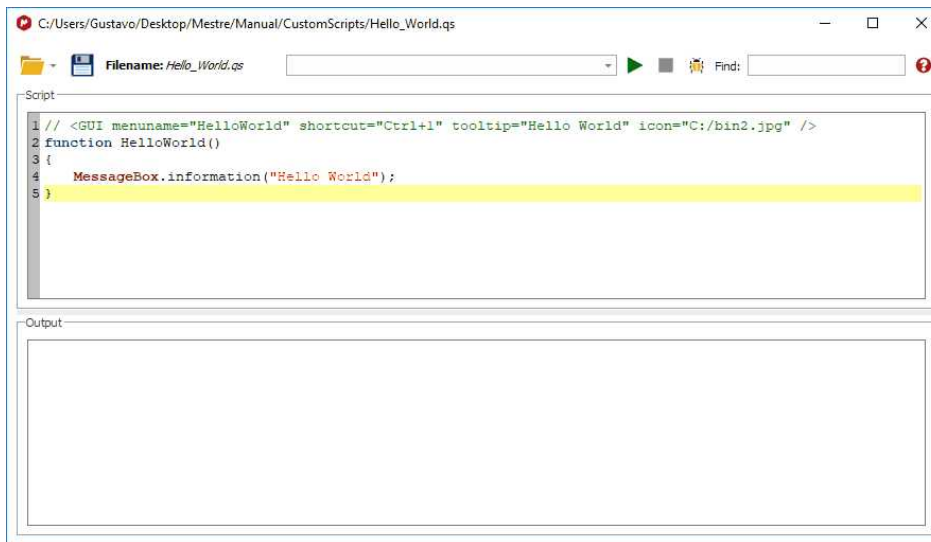 C:/Users/Gustavo/Desktop/Mestre/Manual/CustomScripts/Hello_World.qs
Filename: Hello_World.qs Find:
Script
1 // <GUI menuname="HelloWorld" shortcut="Ctrl+1" tooltip="Hello World" icon="C:/bin2.jpg" />
2 function HelloWorld()
3 {
4 MessageBox.information("Hello World");
5 }
Output